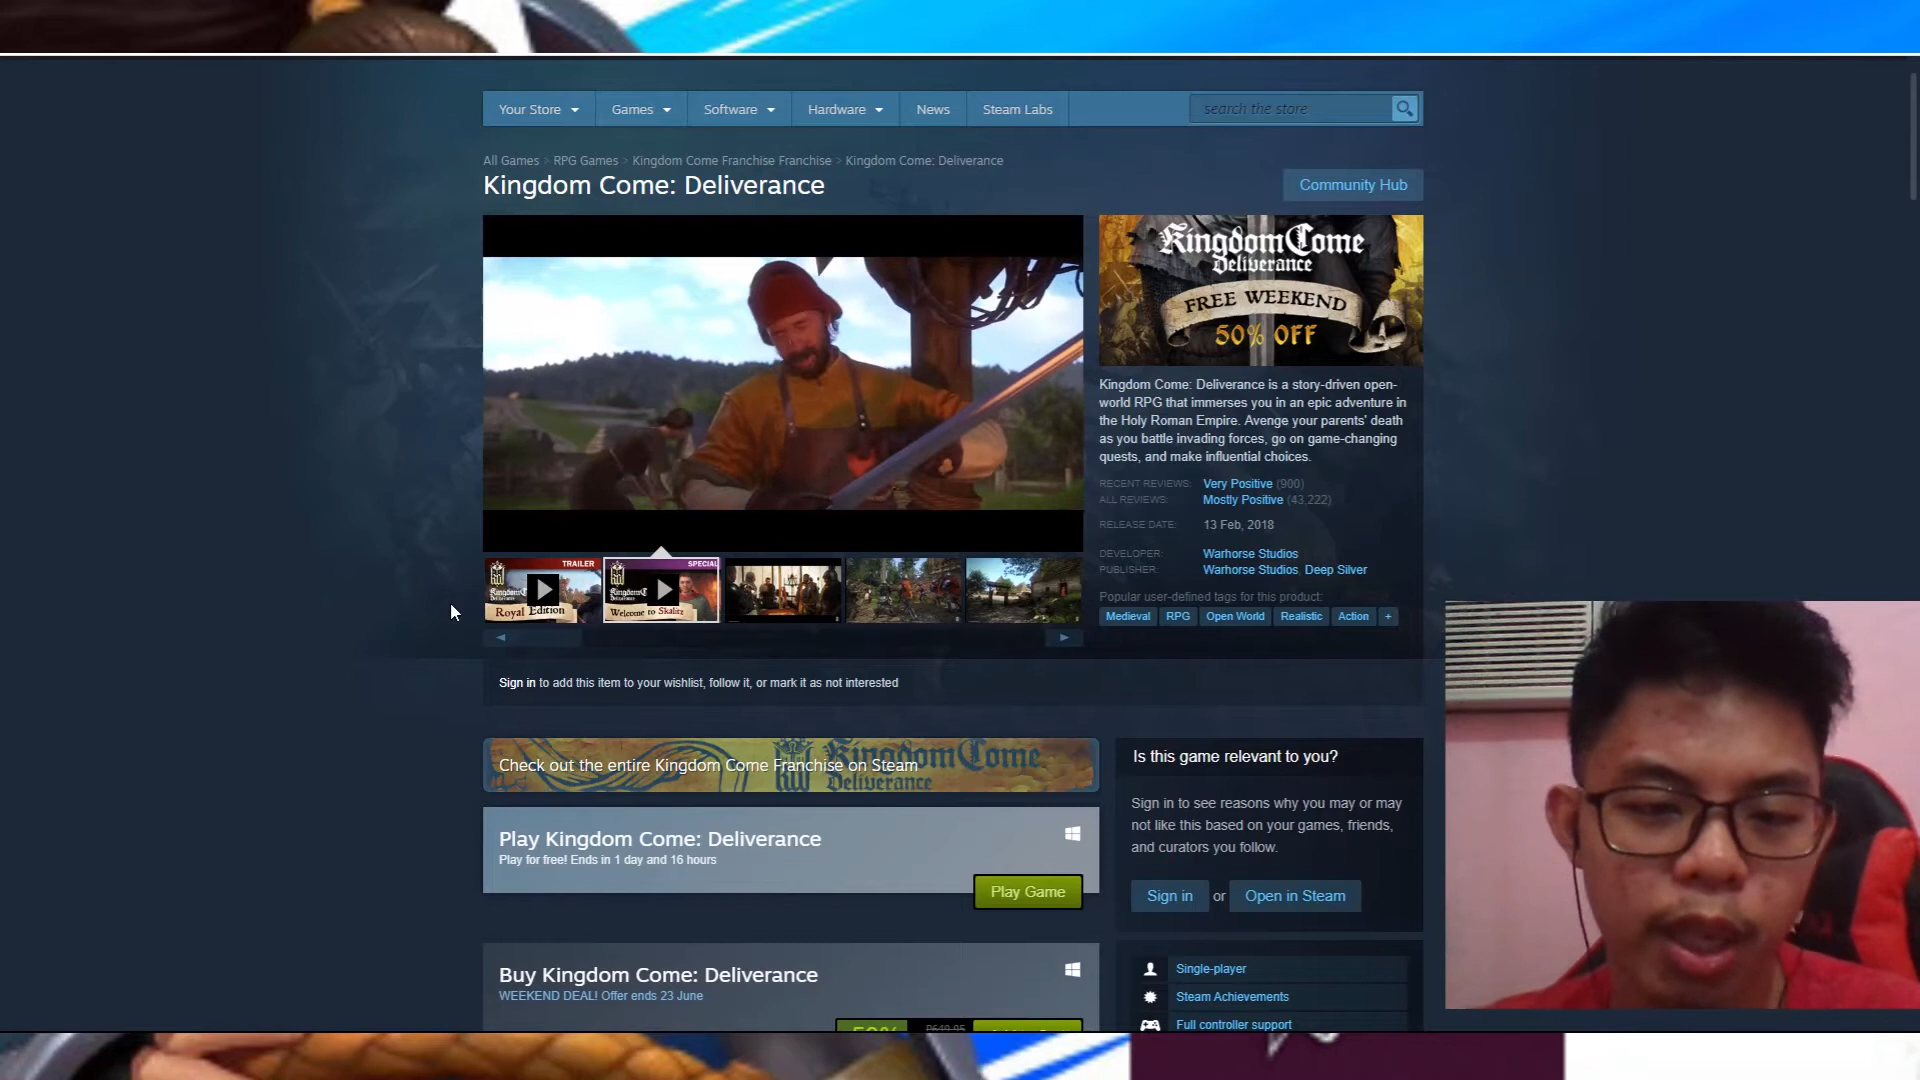 Your Store
Games
Software
Hardware
News
Steam Labs
search the store
All Games > RPG Games > Kingdom Come Franchise Franchise > Kingdom Come: Deliverance
Kingdom Come: Deliverance
Community Hub
Kingdom Come
Deliverance
FREE WEEKEND
50% OFF
Kingdom Come: Deliverance is a story-driven open-
world RPG that immerses you in an epic adventure in
the Holy Roman Empire. Avenge your parents' death
as you battle invading forces, go on game-changing
quests, and make influential choices.
RECENT REVIEWS: Very Positive (900)
ALL REVIEWS: Mostly Positive (43,222)
RELEASE DATE: 13 Feb, 2018
DEVELOPER: Warhorse Studios
PUBLISHER: Warhorse Studios, Deep Silver
Popular user-defined tags for this product:
Medieval
RPG
Open World
Realistic
Action
+
TRAILER
Royal Edition
SPECIAL
Welcome to Skalitz
Sign in to add this item to your wishlist, follow it, or mark it as not interested
Check out the entire Kingdom Come Franchise on Steam
Kingdom Come
Deliverance
Play Kingdom Come: Deliverance
Play for free! Ends in 1 day and 16 hours
Play Game
Buy Kingdom Come: Deliverance
WEEKEND DEAL! Offer ends 23 June
Is this game relevant to you?
Sign in to see reasons why you may or may
not like this based on your games, friends,
and curators you follow.
Sign in or Open in Steam
Single-player
Steam Achievements
Full controller support